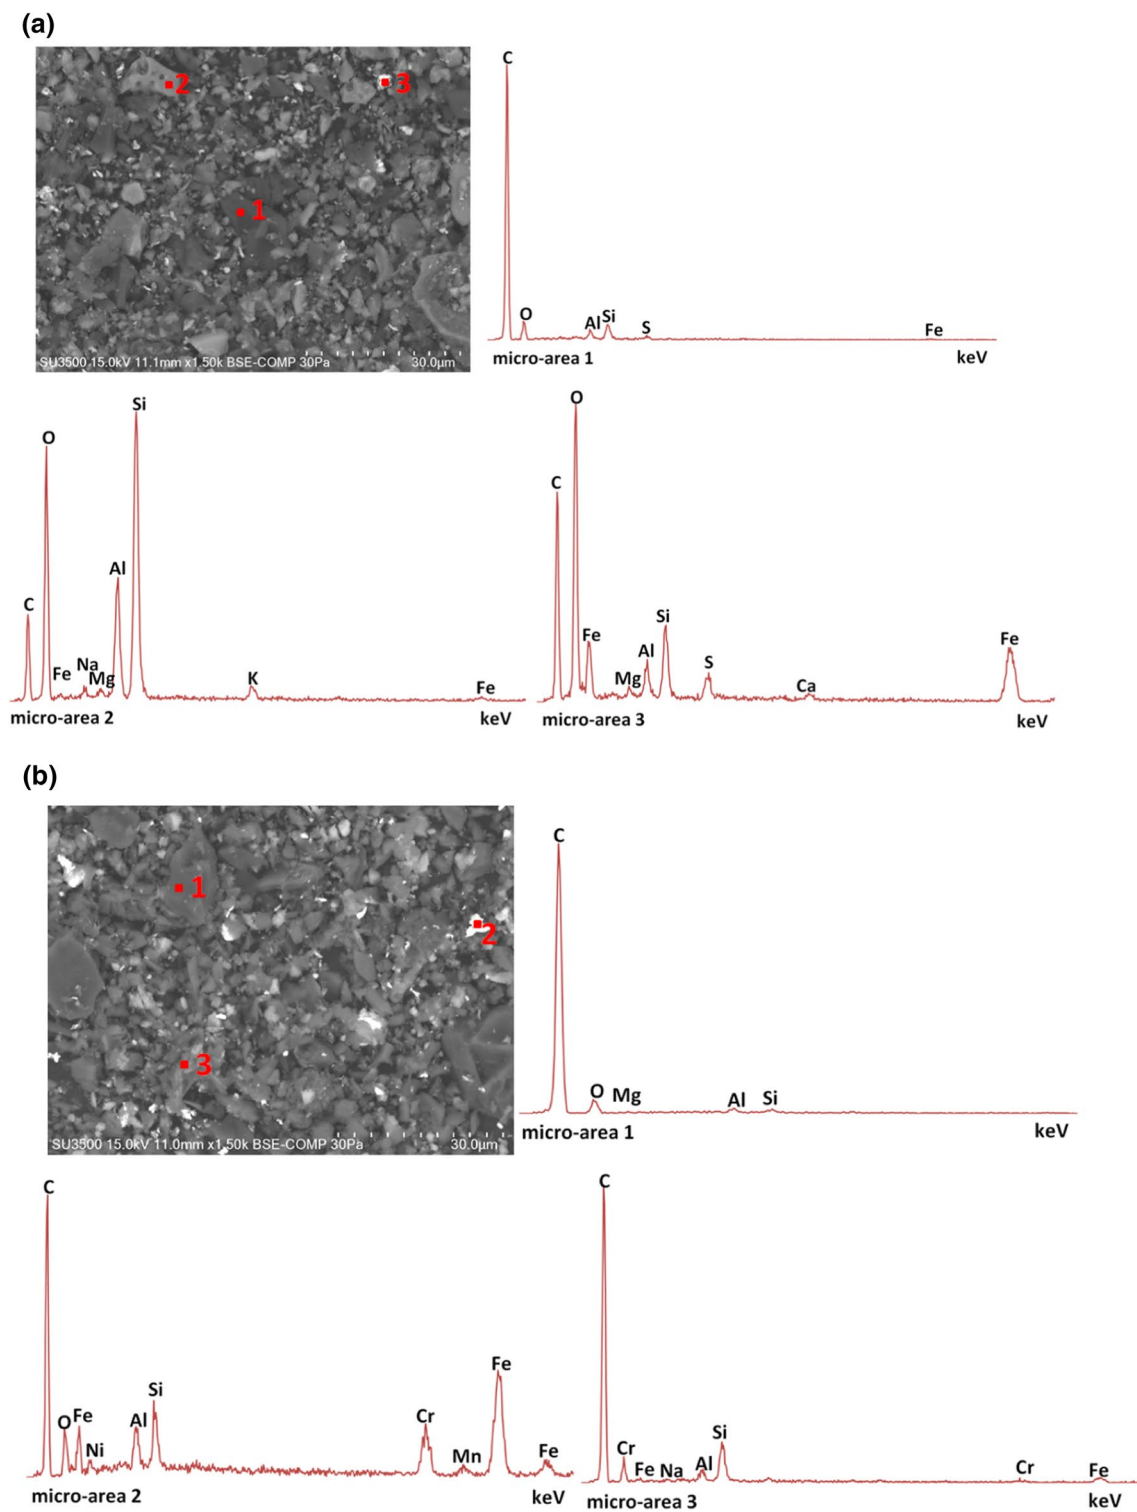 (a)
2
3
1
SU3500 15.0kV 11.1mm x1.50k BSE-COMP 30Pa 30.0µm
C
O
Al
Si
S
Fe
micro-area 1 keV
Si
O
Al
C
Fe
Na
Mg
K
Fe
micro-area 2 keV
O
C
Fe
Mg
Al
Si
S
Ca
Fe
micro-area 3 keV
(b)
1
2
3
SU3500 15.0kV 11.0mm x1.50k BSE-COMP 30Pa 30.0µm
C
O
Mg
Al
Si
micro-area 1 keV
C
O
Fe
Ni
Al
Si
Cr
Mn
Fe
Fe
micro-area 2 keV
C
Cr
Fe
Na
Al
Si
Cr
Fe
micro-area 3 keV